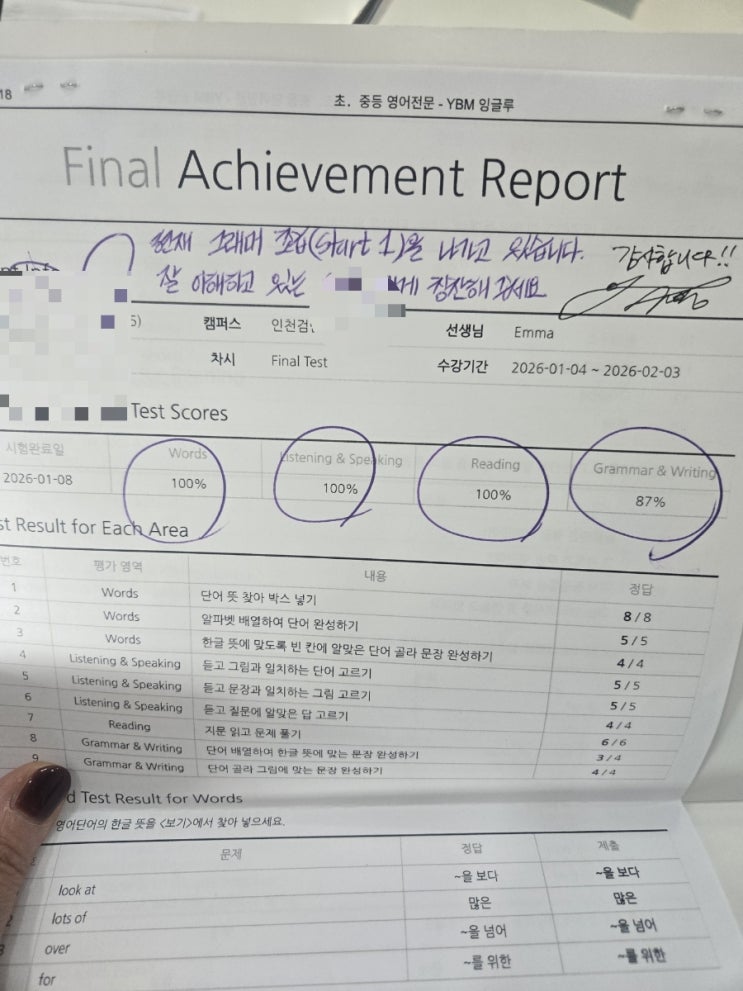 18
초. 중등 영어전문 - YBM 잉글루
Final Achievement Report
현재 그래머 조인(Start 1)을 나가고 있습니다.
잘 이해하고 있는 게 칭찬해 주세요
감사합니다!!
5) 캠퍼스 인천검 선생님 Emma
차시 Final Test 수강기간 2026-01-04 ~ 2026-02-03
Test Scores
시험완료일 Words Listening & Speaking Reading Grammar & Writing
2026-01-08 100% 100% 100% 87%
st Result for Each Area
번호 평가 영역 내용 정답
1 Words 단어 뜻 찾아 박스 넣기 8 / 8
2 Words 알파벳 배열하여 단어 완성하기 5 / 5
3 Words 한글 뜻에 맞도록 빈 칸에 알맞은 단어 골라 문장 완성하기 4 / 4
4 Listening & Speaking 듣고 그림과 일치하는 단어 고르기 5 / 5
5 Listening & Speaking 듣고 문장과 일치하는 그림 고르기 5 / 5
6 Listening & Speaking 듣고 질문에 알맞은 답 고르기 4 / 4
7 Reading 지문 읽고 문제 풀기 6 / 6
8 Grammar & Writing 단어 배열하여 한글 뜻에 맞는 문장 완성하기 3 / 4
9 Grammar & Writing 단어 골라 그림에 맞는 문장 완성하기 4 / 4
d Test Result for Words
영어단어의 한글 뜻을 <보기>에서 찾아 넣으세요.
문제 정답 제출
look at ~을 보다 ~을 보다
2 lots of 많은 많은
3 over ~을 넘어 ~을 넘어
for ~를 위한 ~를 위한